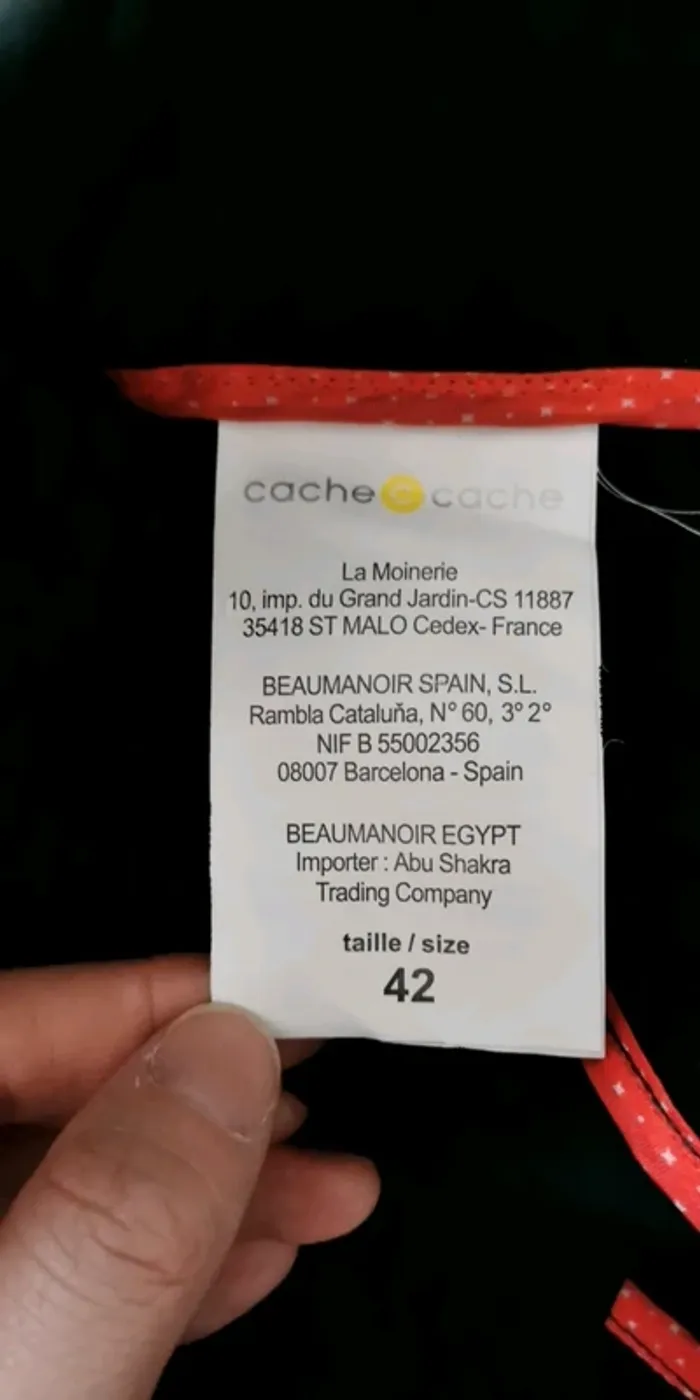 cache c cache
La Moinerie
10, imp. du Grand Jardin-CS 11887
35418 ST MALO Cedex- France
BEAUMANOIR SPAIN, S.L.
Rambla Cataluňa, N° 60, 3° 2°
NIF B 55002356
08007 Barcelona - Spain
BEAUMANOIR EGYPT
Importer : Abu Shakra
Trading Company
taille / size
42